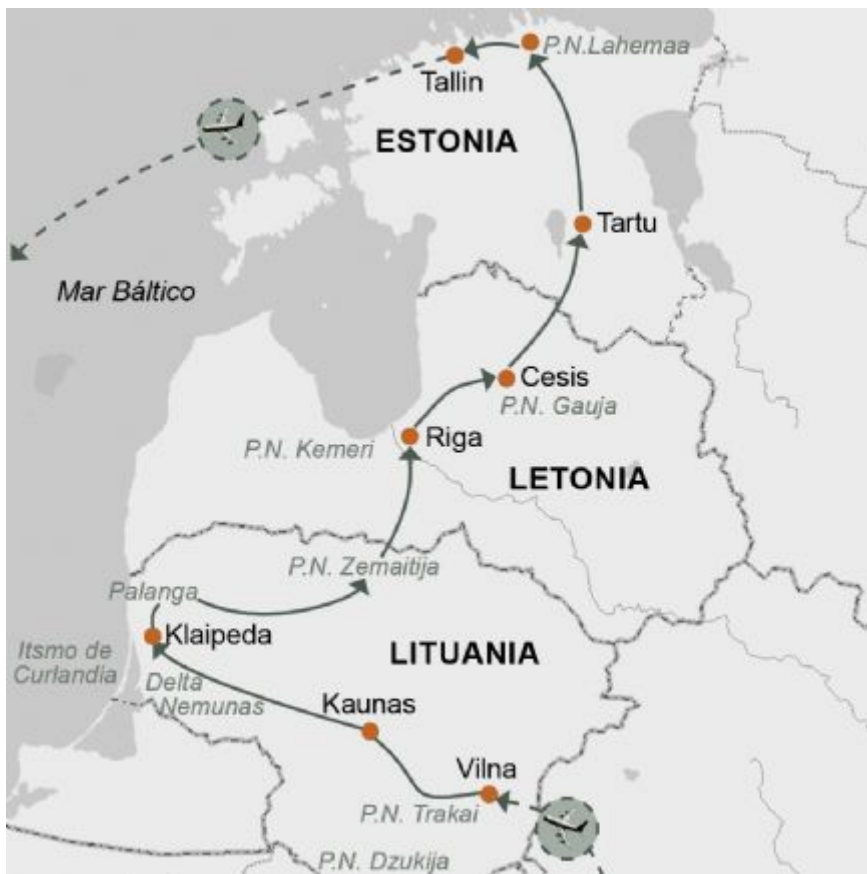 P.N.Lahemaa
Tallin
ESTONIA
Tartu
Mar Báltico
Cesis
P.N. Gauja
Riga
P.N. Kemeri
LETONIA
P.N. Zemaitija
Palanga
Klaipeda
Itsmo de
Curlandia
LITUANIA
Delta
Nemunas
Kaunas
Vilna
P.N. Trakai
P.N. Dzukija